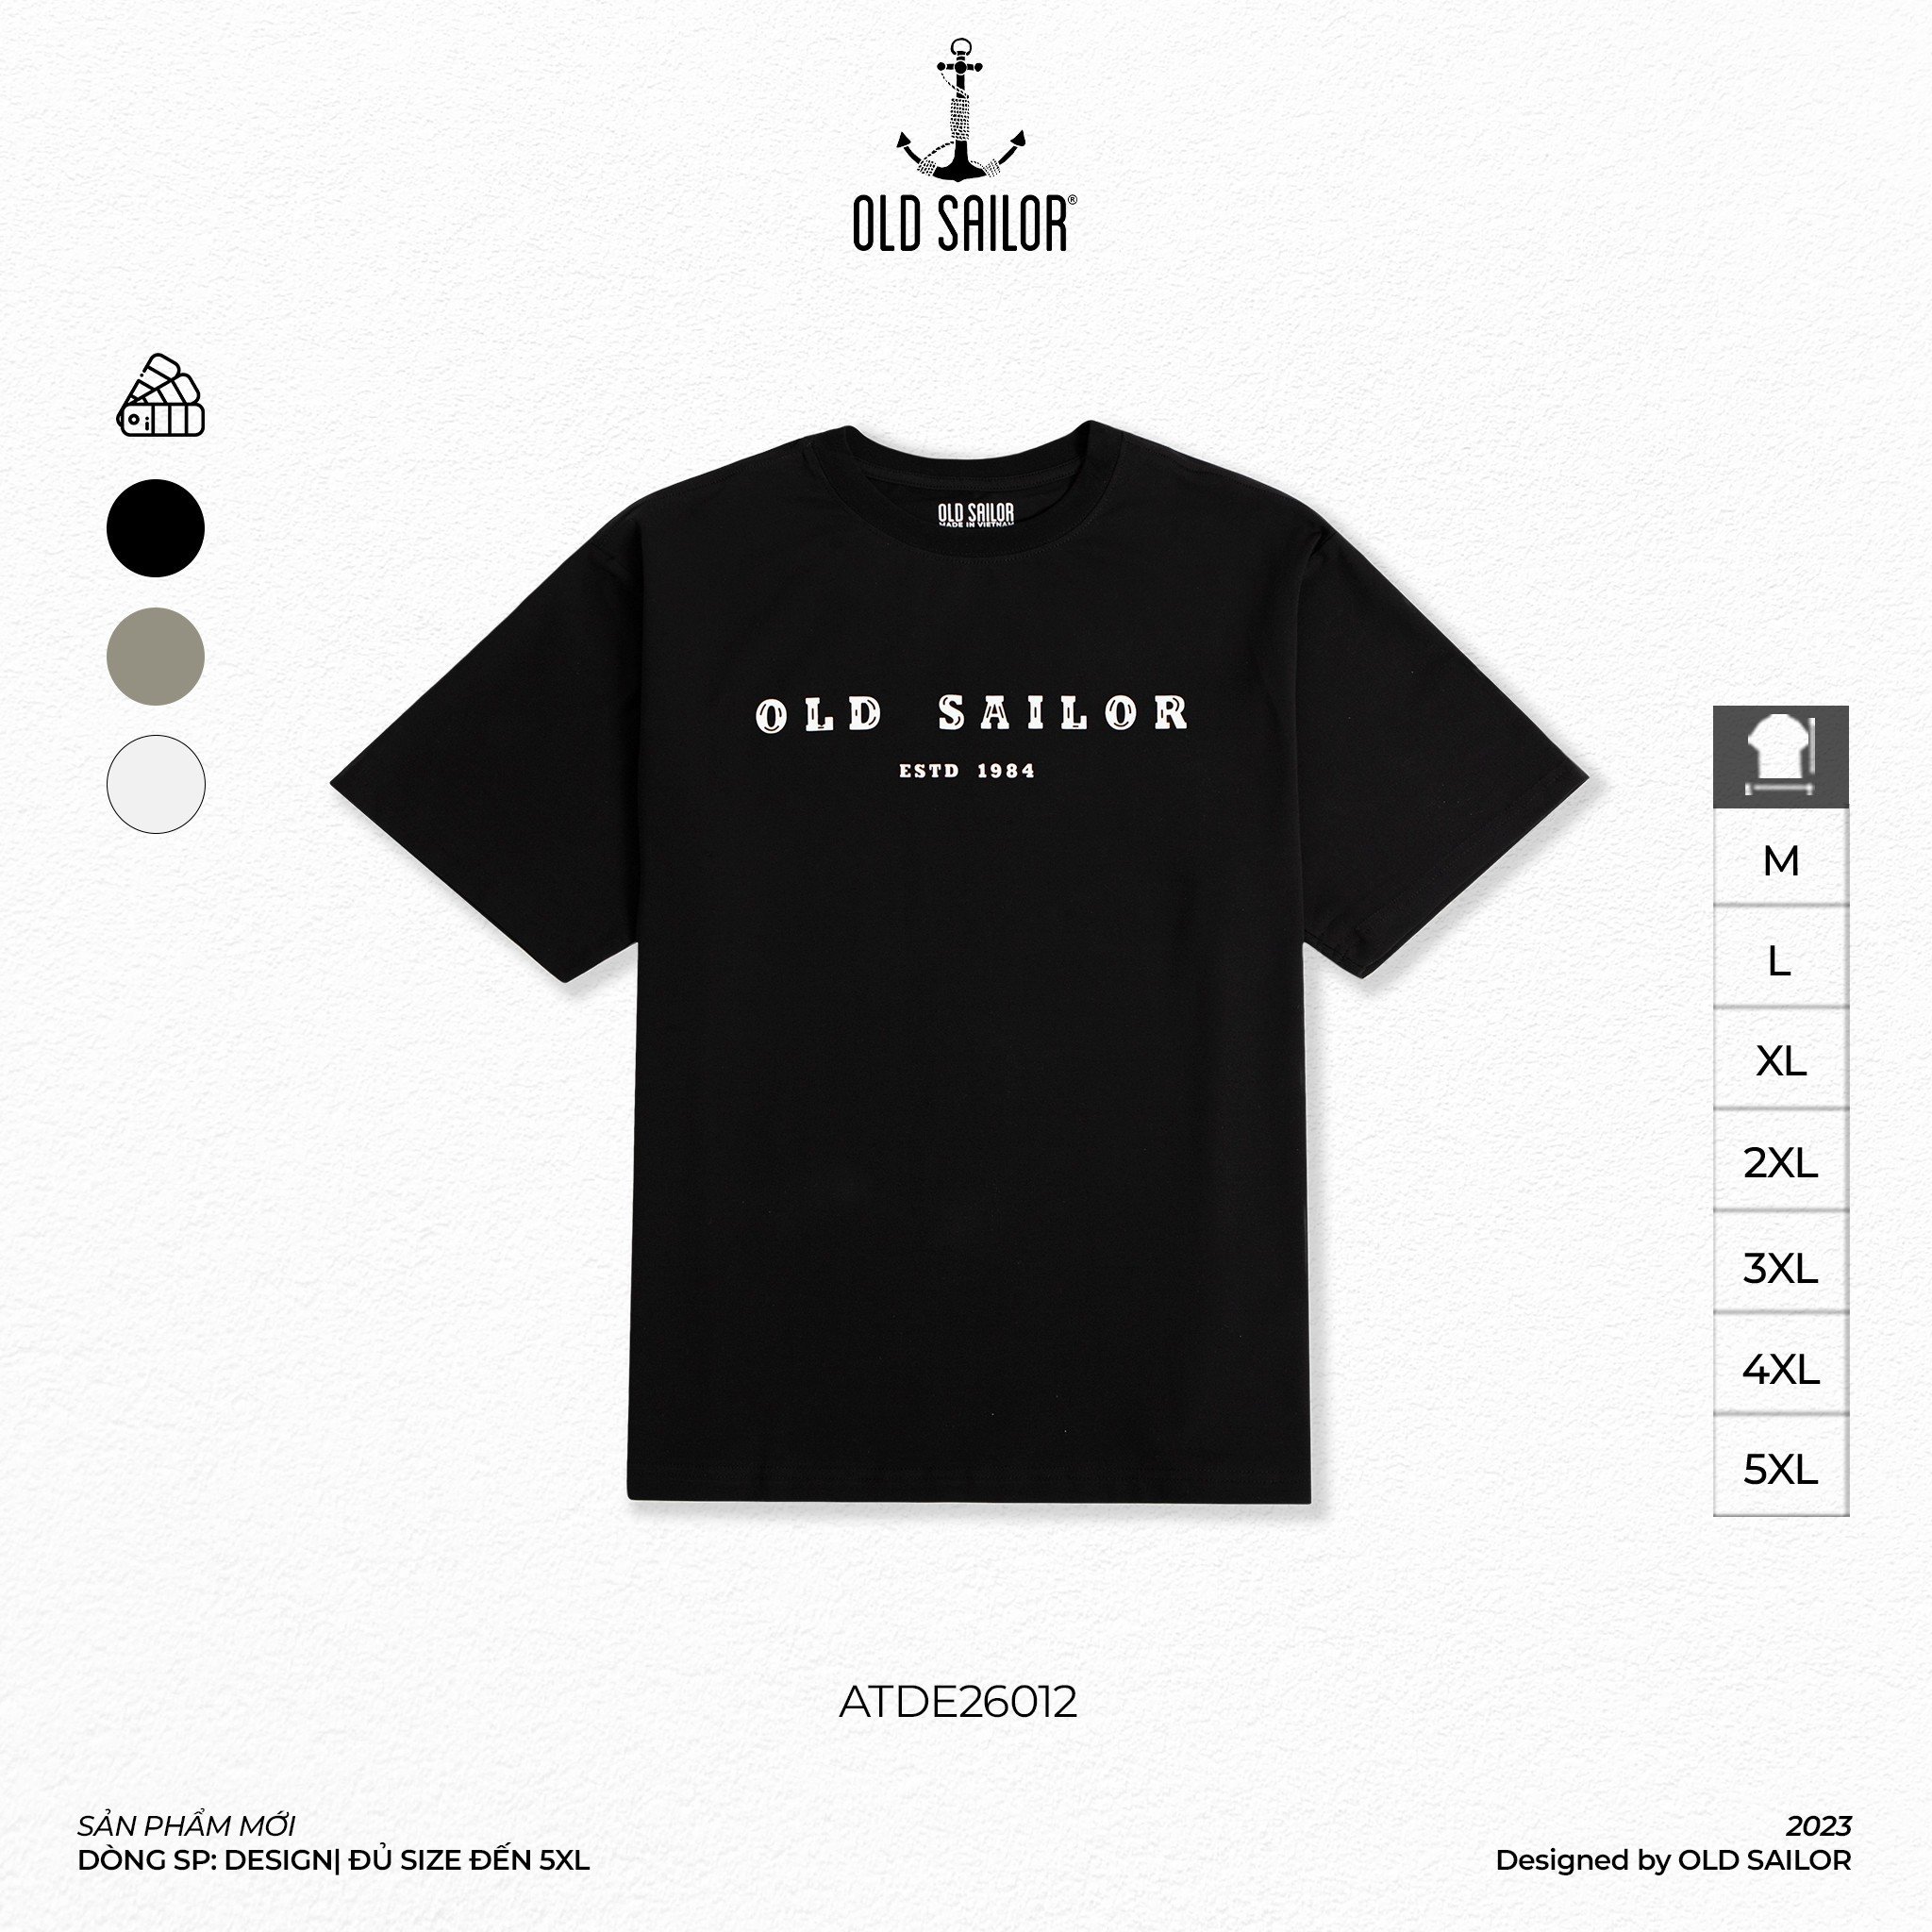 OLD SAILOR®
OLD SAILOR
MADE IN VIETNAM
OLD SAILOR
ESTD 1984
M
L
XL
2XL
3XL
4XL
5XL
ATDE26012
SẢN PHẨM MỚI
DÒNG SP: DESIGN| ĐỦ SIZE ĐẾN 5XL
2023
Designed by OLD SAILOR